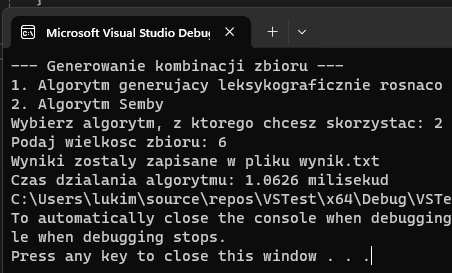 Microsoft Visual Studio Debug
--- Generowanie kombinacji zbioru ---
1. Algorytm generujacy leksykograficznie rosnaco
2. Algorytm Semby
Wybierz algorytm, z ktorego chcesz skorzystac: 2
Podaj wielkosc zbioru: 6
Wyniki zostaly zapisane w pliku wynik.txt
Czas dzialania algorytmu: 1.0626 milisekud
C:\Users\lukim\source\repos\VSTest\x64\Debug\VSTe
To automatically close the console when debugging
le when debugging stops.
Press any key to close this window . . .